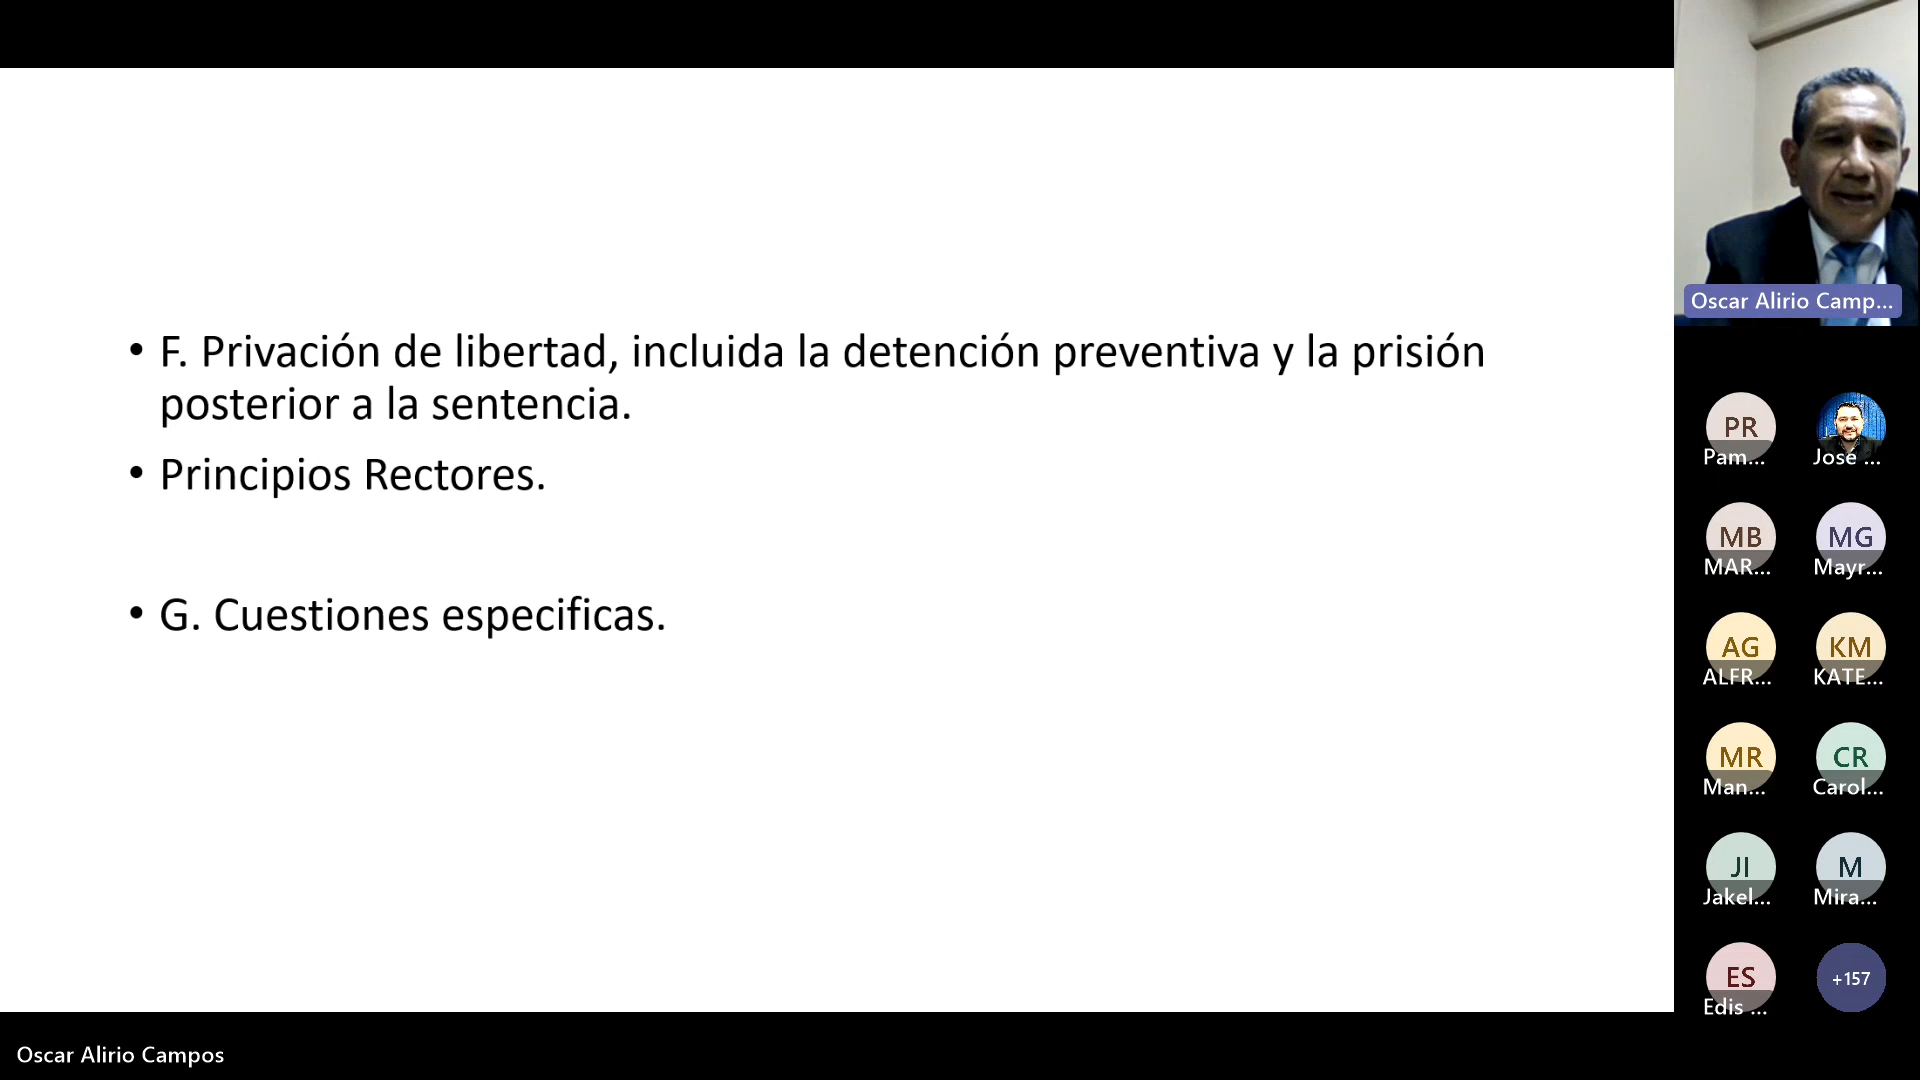 • F. Privación de libertad, incluida la detención preventiva y la prisión
posterior a la sentencia.
• Principios Rectores.
• G. Cuestiones especificas.
Oscar Alirio Camp...
PR
Pam...
José ...
MB
MAR...
MG
Mayr...
AG
ALFR...
KM
KATE...
MR
Man...
CR
Carol...
JI
Jakel...
M
Mira...
ES
Edis ...
+157
Oscar Alirio Campos